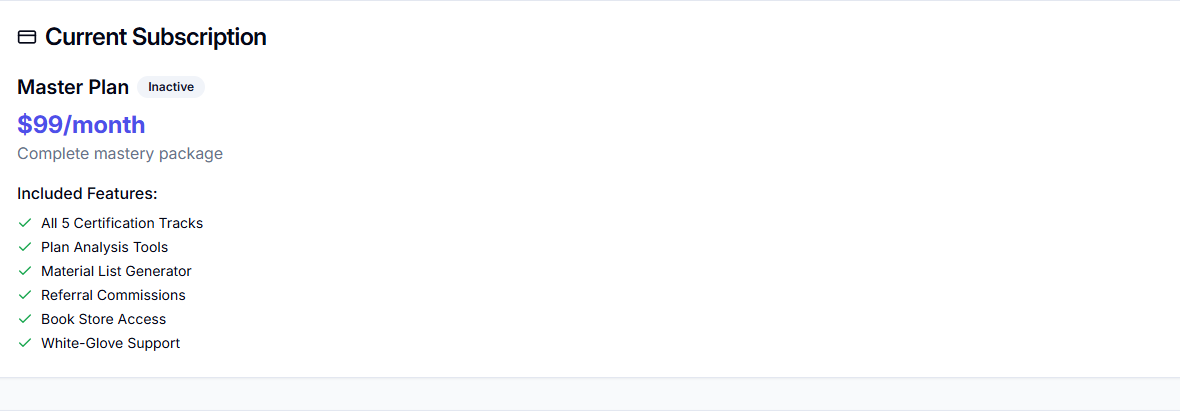 Current Subscription
Master Plan Inactive
$99/month
Complete mastery package
Included Features:
All 5 Certification Tracks
Plan Analysis Tools
Material List Generator
Referral Commissions
Book Store Access
White-Glove Support